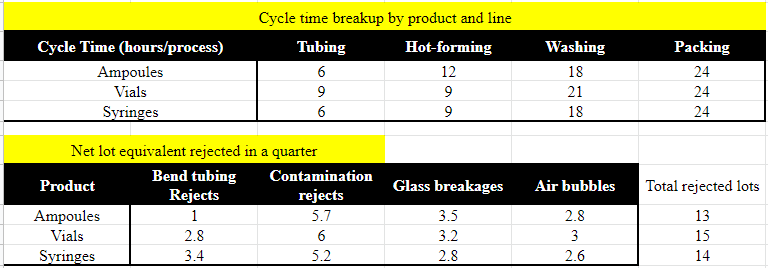 Cycle time breakup by product and line
Cycle Time (hours/process) Tubing Hot-forming Washing Packing
Ampoules 6 12 18 24
Vials 9 9 21 24
Syringes 6 9 18 24
Net lot equivalent rejected in a quarter
Product Bend tubing Rejects Contamination rejects Glass breakages Air bubbles Total rejected lots
Ampoules 1 5.7 3.5 2.8 13
Vials 2.8 6 3.2 3 15
Syringes 3.4 5.2 2.8 2.6 14